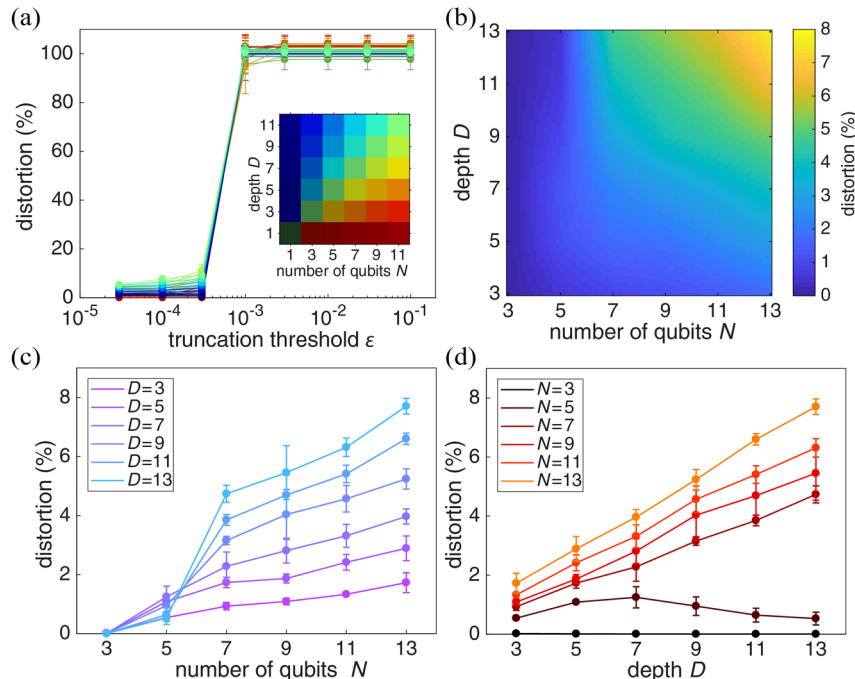 (a)
distortion (%)
100
80
60
40
20
0
10-5
10-4
10-3
10-2
10-1
truncation threshold ε
depth D
11
9
7
5
3
1
1 3 5 7 9 11
number of qubits N
(b)
depth D
13
11
9
7
5
3
3 5 7 9 11 13
number of qubits N
8
7
6
5
4
3
2
1
0
distortion (%)
(c)
distortion (%)
8
6
4
2
0
D=3
D=5
D=7
D=9
D=11
D=13
3 5 7 9 11 13
number of qubits N
(d)
distortion (%)
8
6
4
2
0
N=3
N=5
N=7
N=9
N=11
N=13
3 5 7 9 11 13
depth D